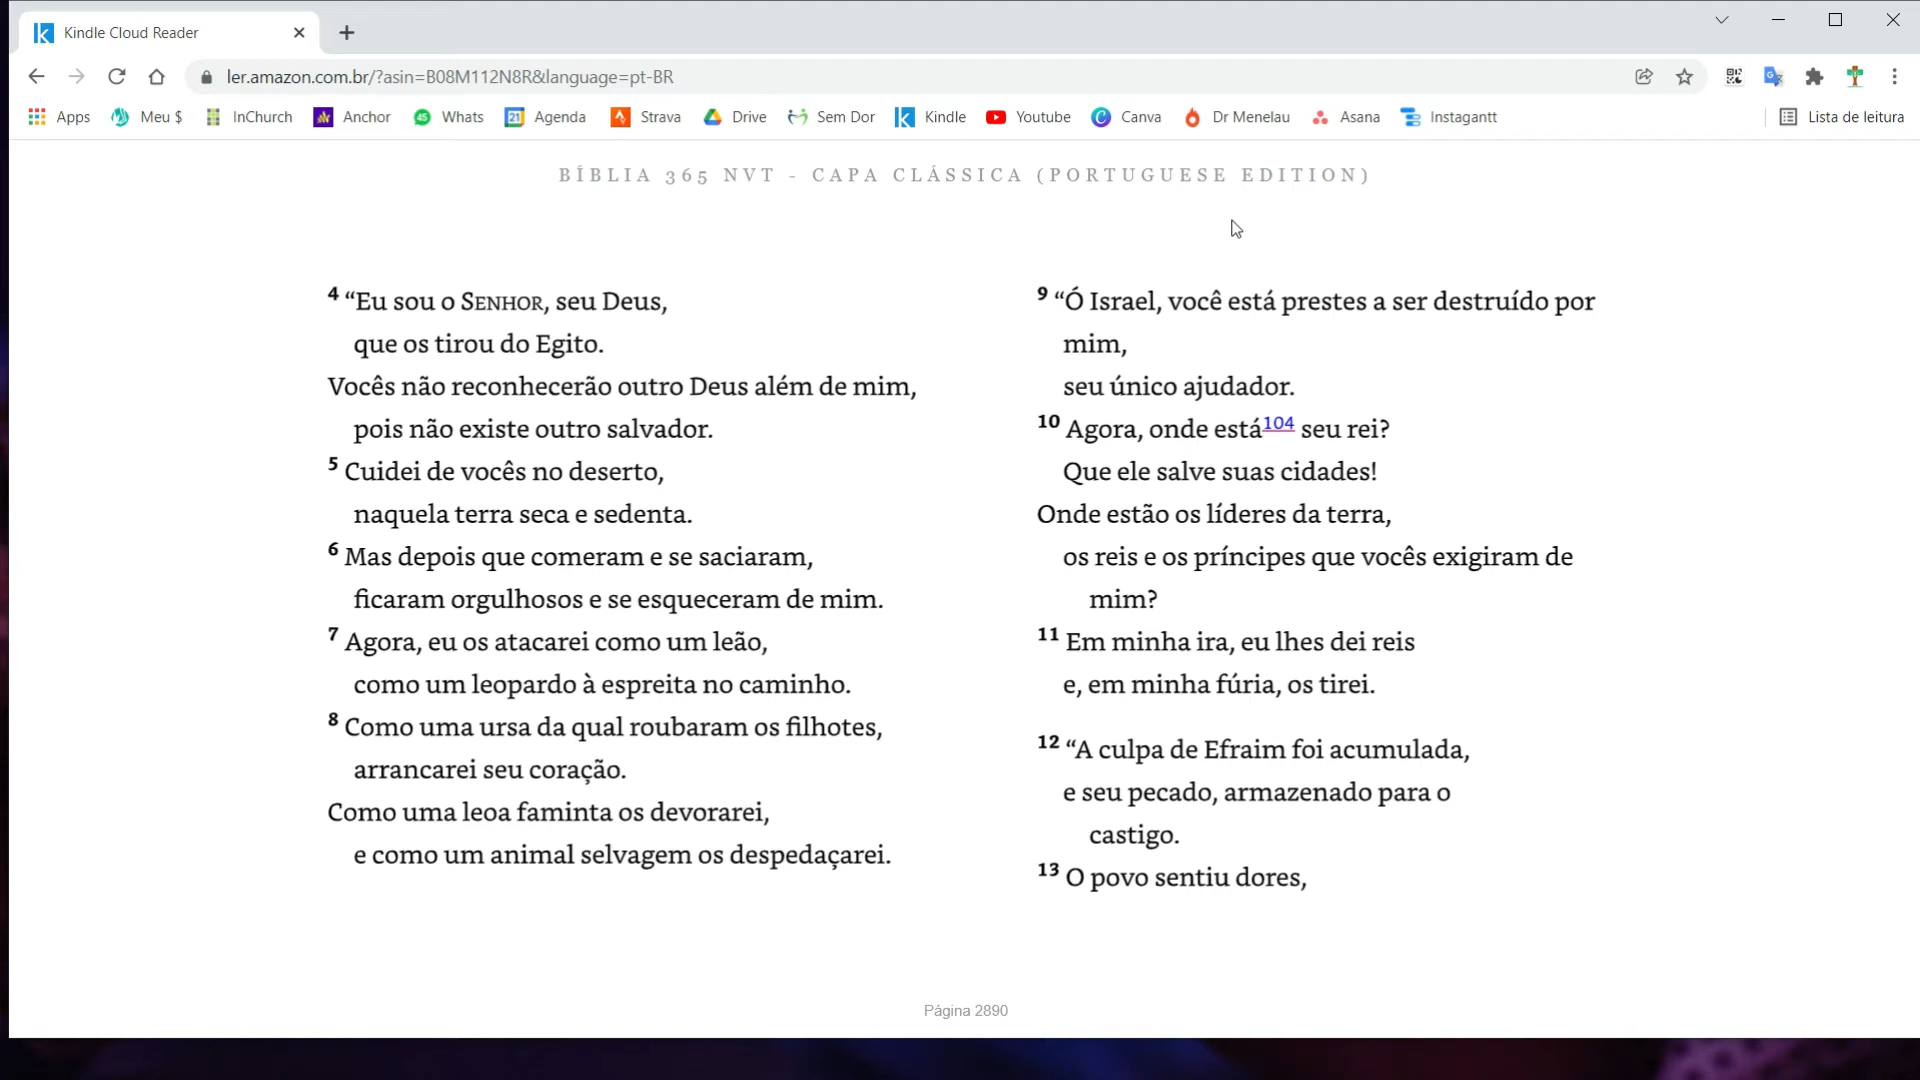 Kindle Cloud Reader
ler.amazon.com.br/?asin=B08M112N8R&language=pt-BR
Apps Meu $ InChurch Anchor 45 Whats 21 Agenda Strava Drive Sem Dor Kindle Youtube Canva Dr Menelau Asana Instagantt Lista de leitura
BÍBLIA 365 NVT - CAPA CLÁSSICA (PORTUGUESE EDITION)
4 “Eu sou o SENHOR, seu Deus,
que os tirou do Egito.
Vocês não reconhecerão outro Deus além de mim,
pois não existe outro salvador.
5 Cuidei de vocês no deserto,
naquela terra seca e sedenta.
6 Mas depois que comeram e se saciaram,
ficaram orgulhosos e se esqueceram de mim.
7 Agora, eu os atacarei como um leão,
como um leopardo à espreita no caminho.
8 Como uma ursa da qual roubaram os filhotes,
arrancarei seu coração.
Como uma leoa faminta os devorarei,
e como um animal selvagem os despedaçarei.
9 “Ó Israel, você está prestes a ser destruído por
mim,
seu único ajudador.
10 Agora, onde está104 seu rei?
Que ele salve suas cidades!
Onde estão os líderes da terra,
os reis e os príncipes que vocês exigiram de
mim?
11 Em minha ira, eu lhes dei reis
e, em minha fúria, os tirei.
12 “A culpa de Efraim foi acumulada,
e seu pecado, armazenado para o
castigo.
13 O povo sentiu dores,
Página 2890